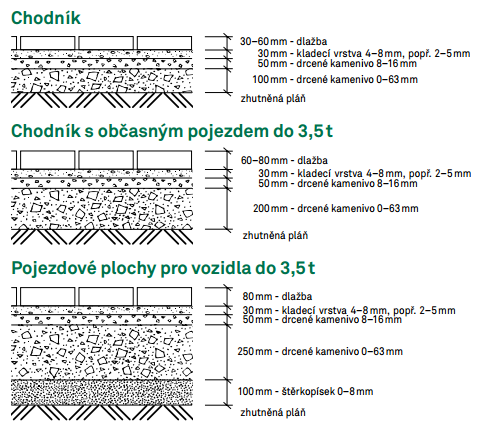 Chodník
30–60 mm - dlažba
30 mm - kladecí vrstva 4–8 mm, popř. 2–5 mm
50 mm - drcené kamenivo 8–16 mm
100 mm - drcené kamenivo 0–63 mm
zhutněná pláň
Chodník s občasným pojezdem do 3,5 t
60–80 mm - dlažba
30 mm - kladecí vrstva 4–8 mm, popř. 2–5 mm
50 mm - drcené kamenivo 8–16 mm
200 mm - drcené kamenivo 0–63 mm
zhutněná pláň
Pojezdové plochy pro vozidla do 3,5 t
80 mm - dlažba
30 mm - kladecí vrstva 4–8 mm, popř. 2–5 mm
50 mm - drcené kamenivo 8–16 mm
250 mm - drcené kamenivo 0–63 mm
100 mm - štěrkopísek 0–8 mm
zhutněná pláň